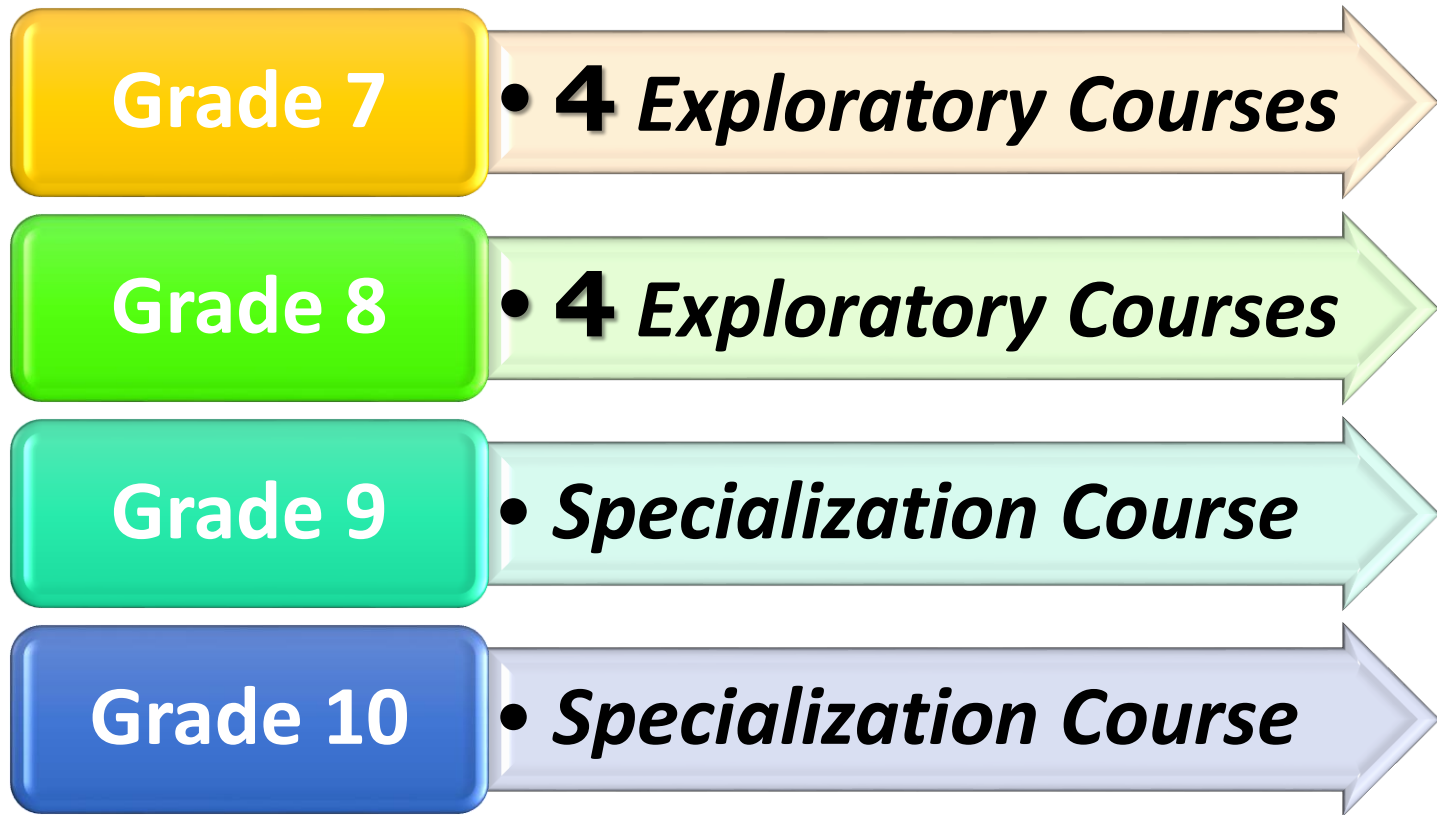 Grade 7
• 4 Exploratory Courses
Grade 8
• 4 Exploratory Courses
Grade 9
• Specialization Course
Grade 10
• Specialization Course